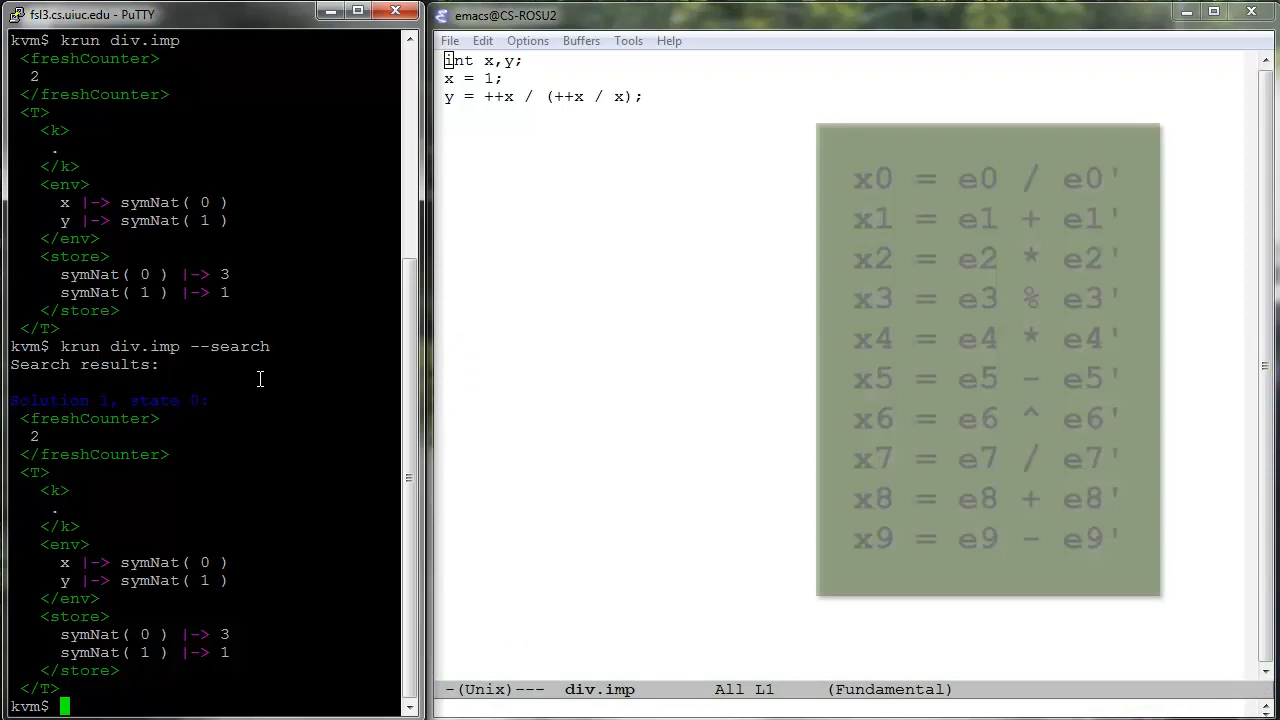 fsl3.cs.uiuc.edu - PuTTY
kvm$ krun div.imp
<freshCounter>
2
</freshCounter>
<T>
<k>
.
</k>
<env>
x |-> symNat( 0 )
y |-> symNat( 1 )
</env>
<store>
symNat( 0 ) |-> 3
symNat( 1 ) |-> 1
</store>
</T>
kvm$ krun div.imp --search
Search results:
Solution 1, state 0:
<freshCounter>
2
</freshCounter>
<T>
<k>
.
</k>
<env>
x |-> symNat( 0 )
y |-> symNat( 1 )
</env>
<store>
symNat( 0 ) |-> 3
symNat( 1 ) |-> 1
</store>
</T>
kvm$
emacs@CS-ROSU2
File Edit Options Buffers Tools Help
int x,y;
x = 1;
y = ++x / (++x / x);
x0 = e0 / e0'
x1 = e1 + e1'
x2 = e2 * e2'
x3 = e3 % e3'
x4 = e4 * e4'
x5 = e5 - e5'
x6 = e6 ^ e6'
x7 = e7 / e7'
x8 = e8 + e8'
x9 = e9 - e9'
-(Unix)--- div.imp All L1 (Fundamental)